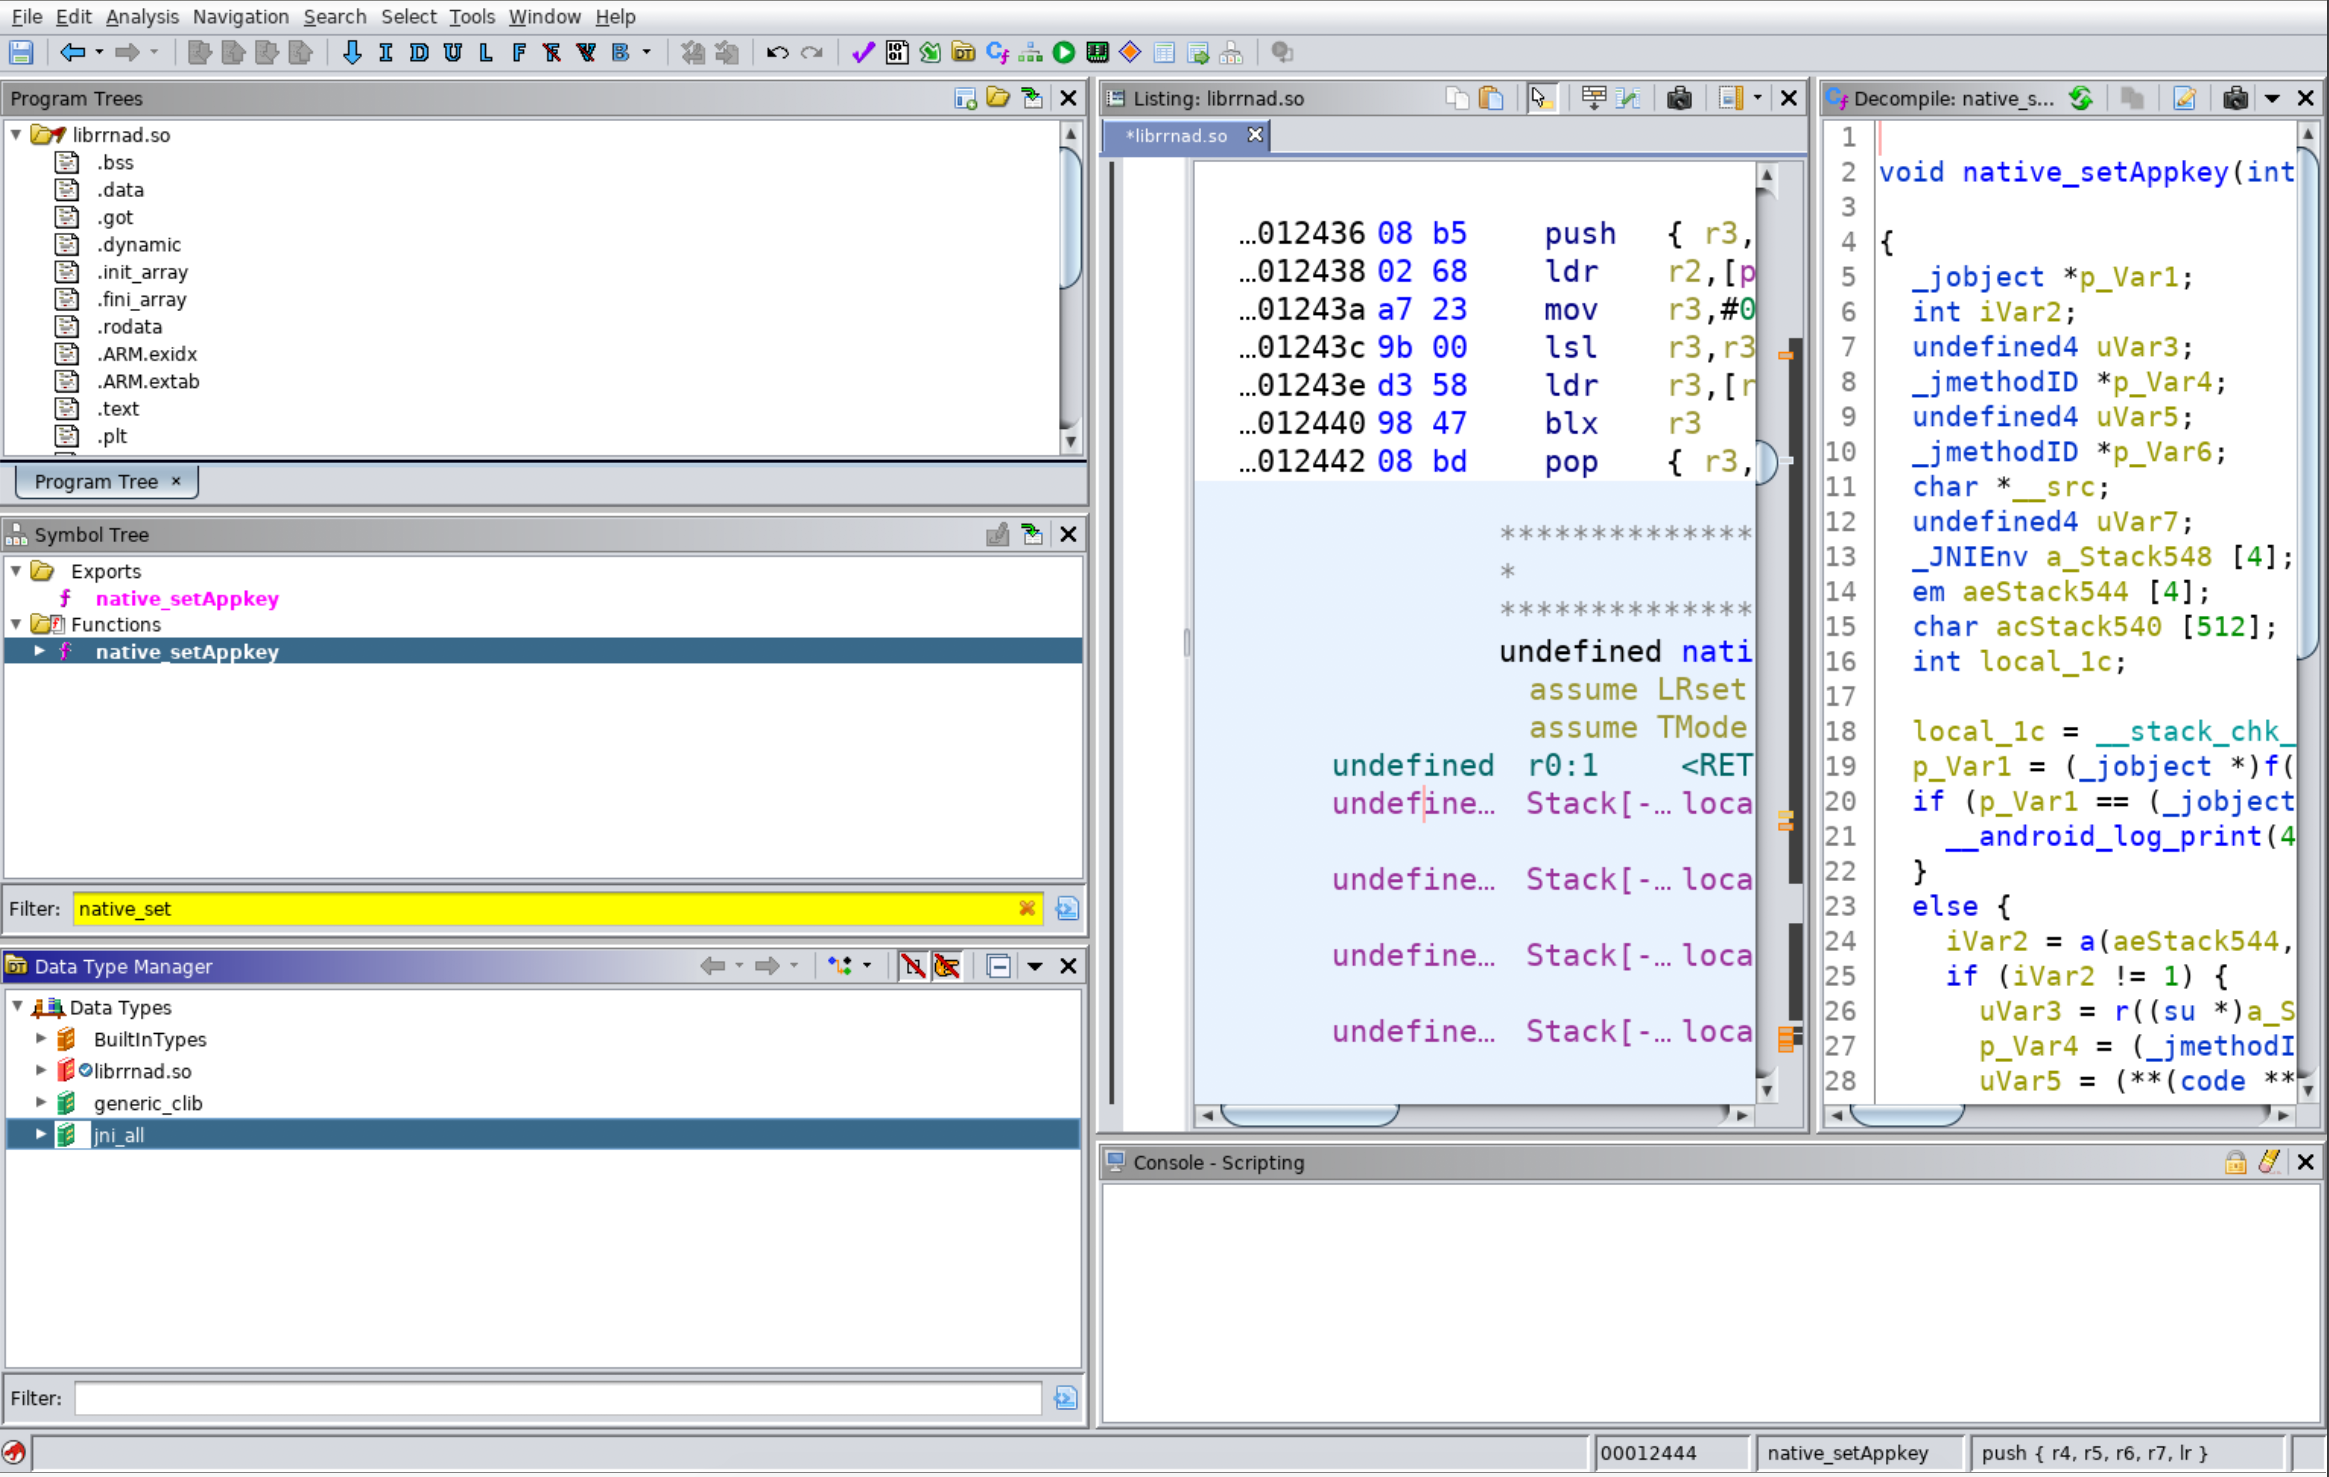 File Edit Analysis Navigation Search Select Tools Window Help
I D U L F F V B
Program Trees
librrnad.so
.bss
.data
.got
.dynamic
.init_array
.fini_array
.rodata
.ARM.exidx
.ARM.extab
.text
.plt
Program Tree ×
Symbol Tree
Exports
f native_setAppkey
Functions
f native_setAppkey
Filter: native_set
Data Type Manager
Data Types
BuiltInTypes
librrnad.so
generic_clib
jni_all
Filter:
Listing: librrnad.so
*librrnad.so
…012436 08 b5 push { r3,
…012438 02 68 ldr r2,[p
…01243a a7 23 mov r3,#0
…01243c 9b 00 lsl r3,r3
…01243e d3 58 ldr r3,[r
…012440 98 47 blx r3
…012442 08 bd pop { r3,
**************
*
**************
undefined nati
assume LRset
assume TMode
undefined r0:1 <RET
undefine… Stack[-… loca
undefine… Stack[-… loca
undefine… Stack[-… loca
undefine… Stack[-… loca
Decompile: native_s...
1
2 void native_setAppkey(int
3
4 {
5 _jobject *p_Var1;
6 int iVar2;
7 undefined4 uVar3;
8 _jmethodID *p_Var4;
9 undefined4 uVar5;
10 _jmethodID *p_Var6;
11 char *__src;
12 undefined4 uVar7;
13 _JNIEnv a_Stack548 [4];
14 em aeStack544 [4];
15 char acStack540 [512];
16 int local_1c;
17
18 local_1c = __stack_chk_
19 p_Var1 = (_jobject *)f(
20 if (p_Var1 == (_jobject
21 __android_log_print(4
22 }
23 else {
24 iVar2 = a(aeStack544,
25 if (iVar2 != 1) {
26 uVar3 = r((su *)a_S
27 p_Var4 = (_jmethodI
28 uVar5 = (**(code **
Console - Scripting
00012444 native_setAppkey push { r4, r5, r6, r7, lr }